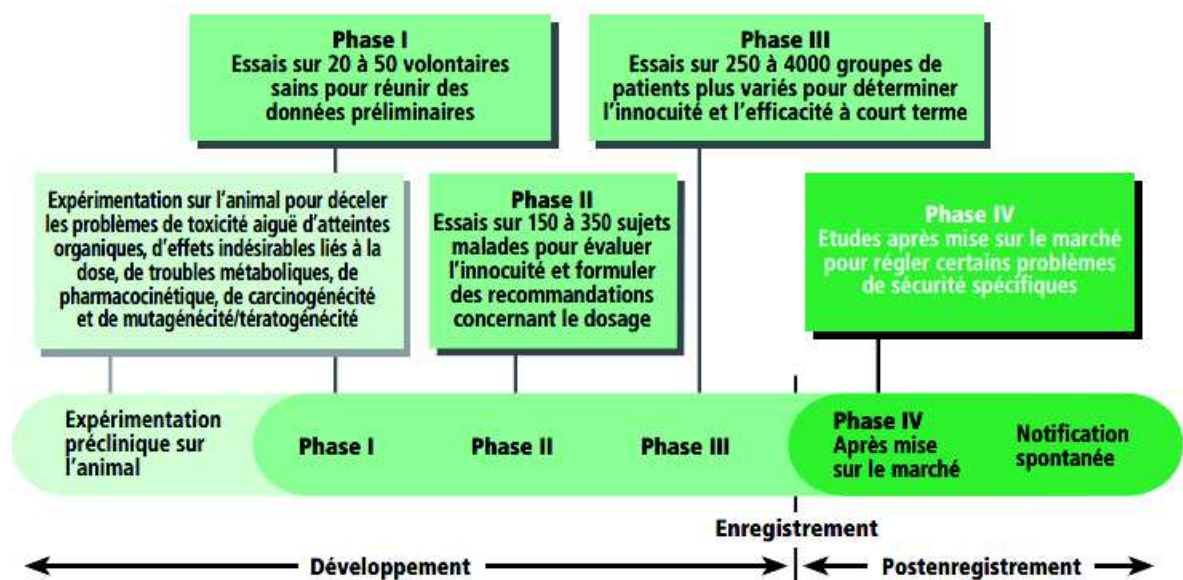 Phase I
Essais sur 20 à 50 volontaires
sains pour réunir des
données préliminaires
Phase III
Essais sur 250 à 4000 groupes de
patients plus variés pour déterminer
l'innocuité et l'efficacité à court terme
Expérimentation sur l'animal pour déceler
les problèmes de toxicité aiguë d'atteintes
organiques, d'effets indésirables liés à la
dose, de troubles métaboliques, de
pharmacocinétique, de carcinogénécité
et de mutagénécité/tératogénécité
Phase II
Essais sur 150 à 350 sujets
malades pour évaluer
l'innocuité et formuler
des recommandations
concernant le dosage
Phase IV
Etudes après mise sur le marché
pour régler certains problèmes
de sécurité spécifiques
Expérimentation
préclinique sur
l'animal
Phase I
Phase II
Phase III
Phase IV
Après mise
sur le marché
Notification
spontanée
Enregistrement
Développement
Postenregistrement